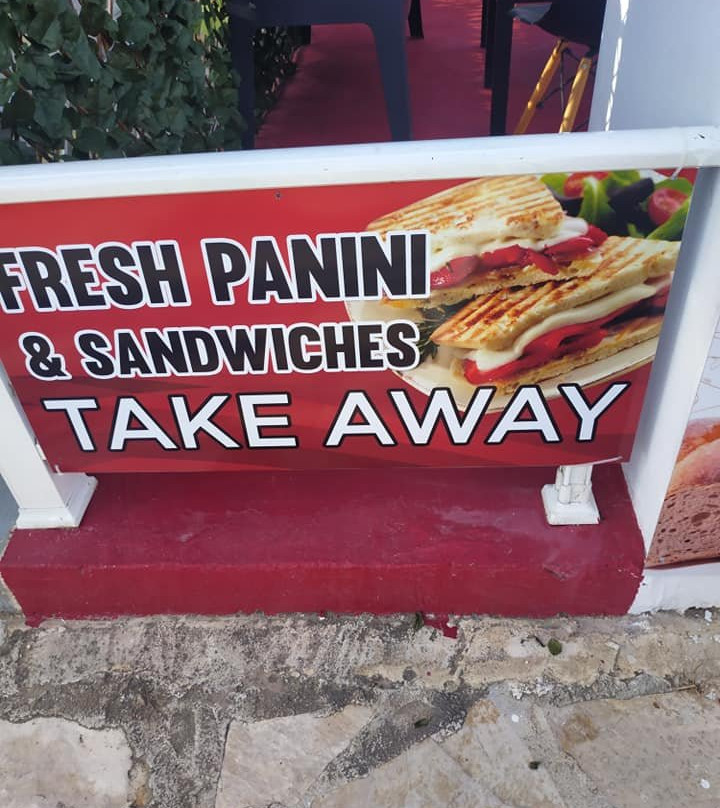 FRESH PANINI
& SANDWICHES
TAKE AWAY